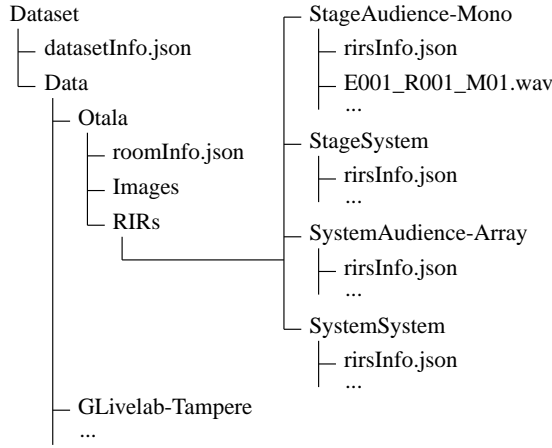 Dataset
datasetInfo.json
Data
Otala
roomInfo.json
Images
RIRs
StageAudience-Mono
rirsInfo.json
E001_R001_M01.wav
...
StageSystem
rirsInfo.json
...
SystemAudience-Array
rirsInfo.json
...
SystemSystem
rirsInfo.json
...
GLivelab-Tampere
...